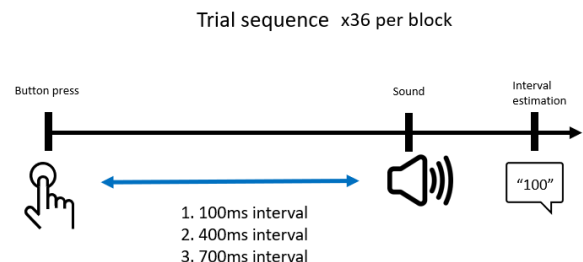 Trial sequence x36 per block
Button press
Sound
Interval
estimation
“100”
1. 100ms interval
2. 400ms interval
3. 700ms interval